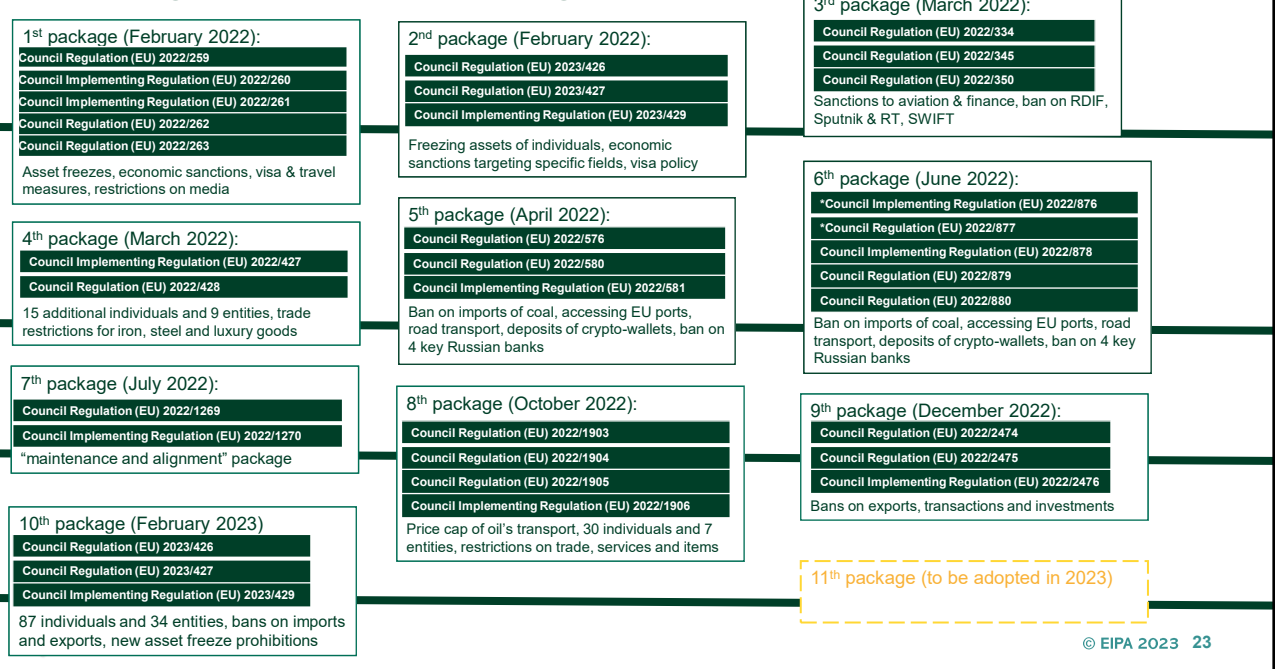 1st package (February 2022):
Council Regulation (EU) 2022/259
Council Implementing Regulation (EU) 2022/260
Council Implementing Regulation (EU) 2022/261
Council Regulation (EU) 2022/262
Council Regulation (EU) 2022/263
Asset freezes, economic sanctions, visa & travel
measures, restrictions on media
2nd package (February 2022):
Council Regulation (EU) 2023/426
Council Regulation (EU) 2023/427
Council Implementing Regulation (EU) 2023/429
Freezing assets of individuals, economic
sanctions targeting specific fields, visa policy
3rd package (March 2022):
Council Regulation (EU) 2022/334
Council Regulation (EU) 2022/345
Council Regulation (EU) 2022/350
Sanctions to aviation & finance, ban on RDIF,
Sputnik & RT, SWIFT
4th package (March 2022):
Council Implementing Regulation (EU) 2022/427
Council Regulation (EU) 2022/428
15 additional individuals and 9 entities, trade
restrictions for iron, steel and luxury goods
5th package (April 2022):
Council Regulation (EU) 2022/576
Council Regulation (EU) 2022/580
Council Implementing Regulation (EU) 2022/581
Ban on imports of coal, accessing EU ports,
road transport, deposits of crypto-wallets, ban on
4 key Russian banks
6th package (June 2022):
*Council Implementing Regulation (EU) 2022/876
*Council Regulation (EU) 2022/877
Council Implementing Regulation (EU) 2022/878
Council Regulation (EU) 2022/879
Council Regulation (EU) 2022/880
Ban on imports of coal, accessing EU ports, road
transport, deposits of crypto-wallets, ban on 4 key
Russian banks
7th package (July 2022):
Council Regulation (EU) 2022/1269
Council Implementing Regulation (EU) 2022/1270
“maintenance and alignment” package
8th package (October 2022):
Council Regulation (EU) 2022/1903
Council Regulation (EU) 2022/1904
Council Regulation (EU) 2022/1905
Council Implementing Regulation (EU) 2022/1906
Price cap of oil’s transport, 30 individuals and 7
entities, restrictions on trade, services and items
9th package (December 2022):
Council Regulation (EU) 2022/2474
Council Regulation (EU) 2022/2475
Council Implementing Regulation (EU) 2022/2476
Bans on exports, transactions and investments
10th package (February 2023)
Council Regulation (EU) 2023/426
Council Regulation (EU) 2023/427
Council Implementing Regulation (EU) 2023/429
87 individuals and 34 entities, bans on imports
and exports, new asset freeze prohibitions
11th package (to be adopted in 2023)
© EIPA 2023 23